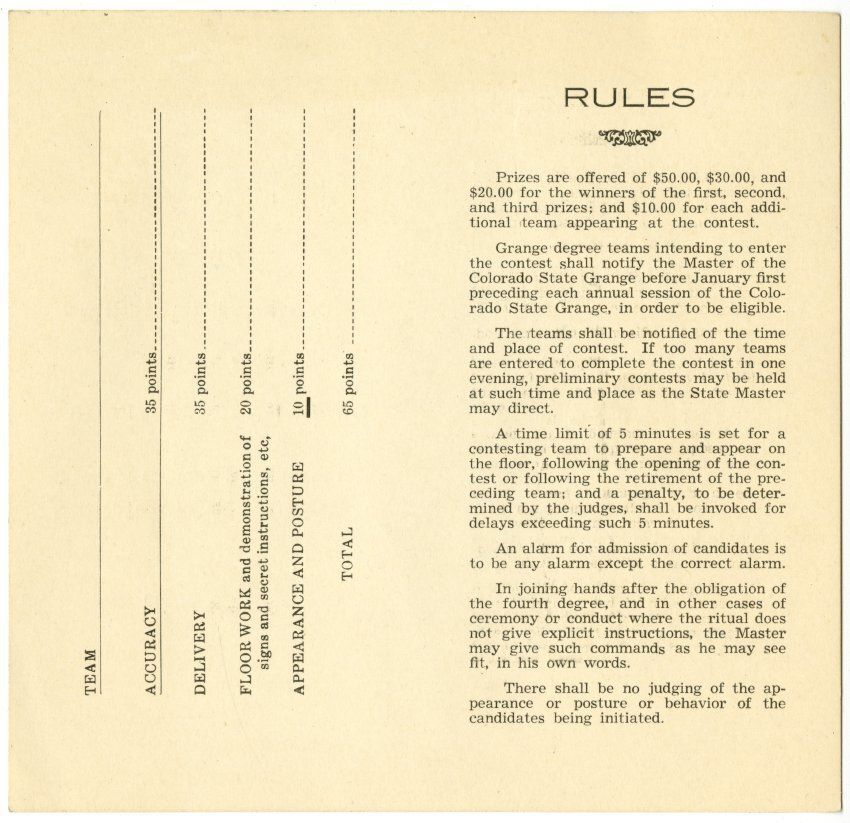 TEAM
ACCURACY 35 points
DELIVERY 35 points
FLOOR WORK and demonstration of 20 points
signs and secret instructions, etc,
APPEARANCE AND POSTURE 10 points
TOTAL 65 points
RULES
Prizes are offered of $50.00, $30.00, and
$20.00 for the winners of the first, second,
and third prizes; and $10.00 for each addi-
tional team appearing at the contest.
Grange degree teams intending to enter
the contest shall notify the Master of the
Colorado State Grange before January first
preceding each annual session of the Colo-
rado State Grange, in order to be eligible.
The teams shall be notified of the time
and place of contest. If too many teams
are entered to complete the contest in one
evening, preliminary contests may be held
at such time and place as the State Master
may direct.
A time limit of 5 minutes is set for a
contesting team to prepare and appear on
the floor, following the opening of the con-
test or following the retirement of the pre-
ceding team; and a penalty, to be deter-
mined by the judges, shall be invoked for
delays exceeding such 5 minutes.
An alarm for admission of candidates is
to be any alarm except the correct alarm.
In joining hands after the obligation of
the fourth degree, and in other cases of
ceremony or conduct where the ritual does
not give explicit instructions, the Master
may give such commands as he may see
fit, in his own words.
There shall be no judging of the ap-
pearance or posture or behavior of the
candidates being initiated.